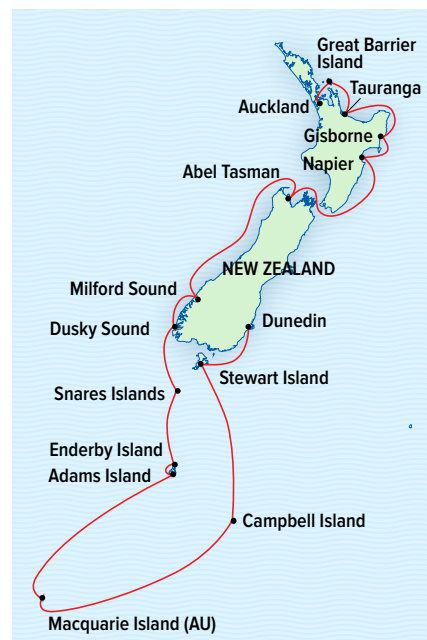 Great Barrier
Island
Tauranga
Auckland
Gisborne
Napier
Abel Tasman
NEW ZEALAND
Milford Sound
Dusky Sound
Dunedin
Stewart Island
Snares Islands
Enderby Island
Adams Island
Campbell Island
Macquarie Island (AU)